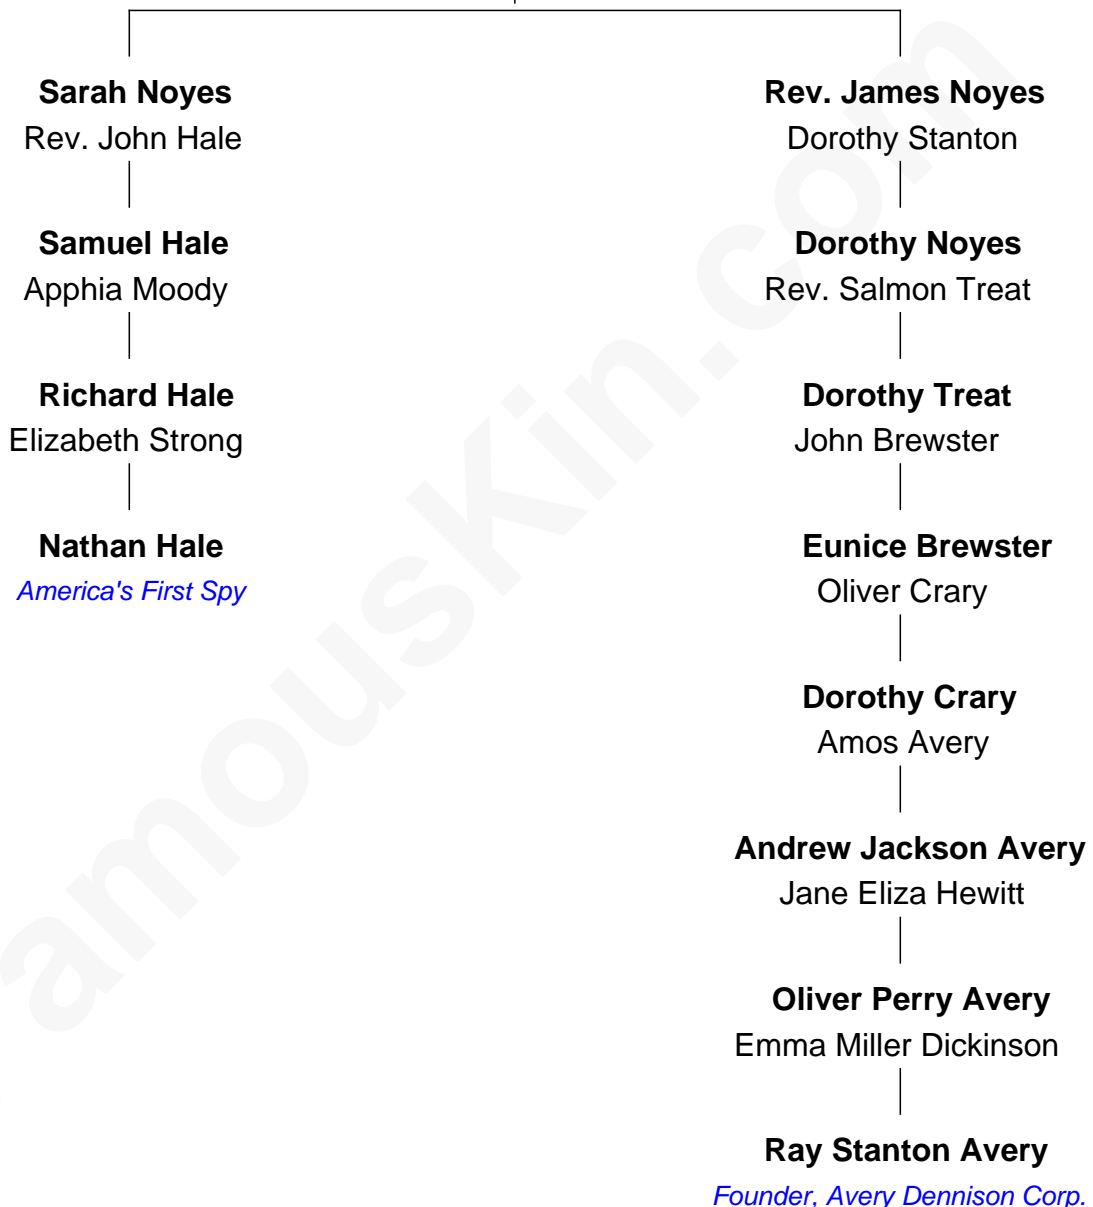 Sarah Noyes
Rev. John Hale
Samuel Hale
Apphia Moody
Richard Hale
Elizabeth Strong
Nathan Hale
America's First Spy
Rev. James Noyes
Dorothy Stanton
Dorothy Noyes
Rev. Salmon Treat
Dorothy Treat
John Brewster
Eunice Brewster
Oliver Crary
Dorothy Crary
Amos Avery
Andrew Jackson Avery
Jane Eliza Hewitt
Oliver Perry Avery
Emma Miller Dickinson
Ray Stanton Avery
Founder, Avery Dennison Corp.
amouskin.com